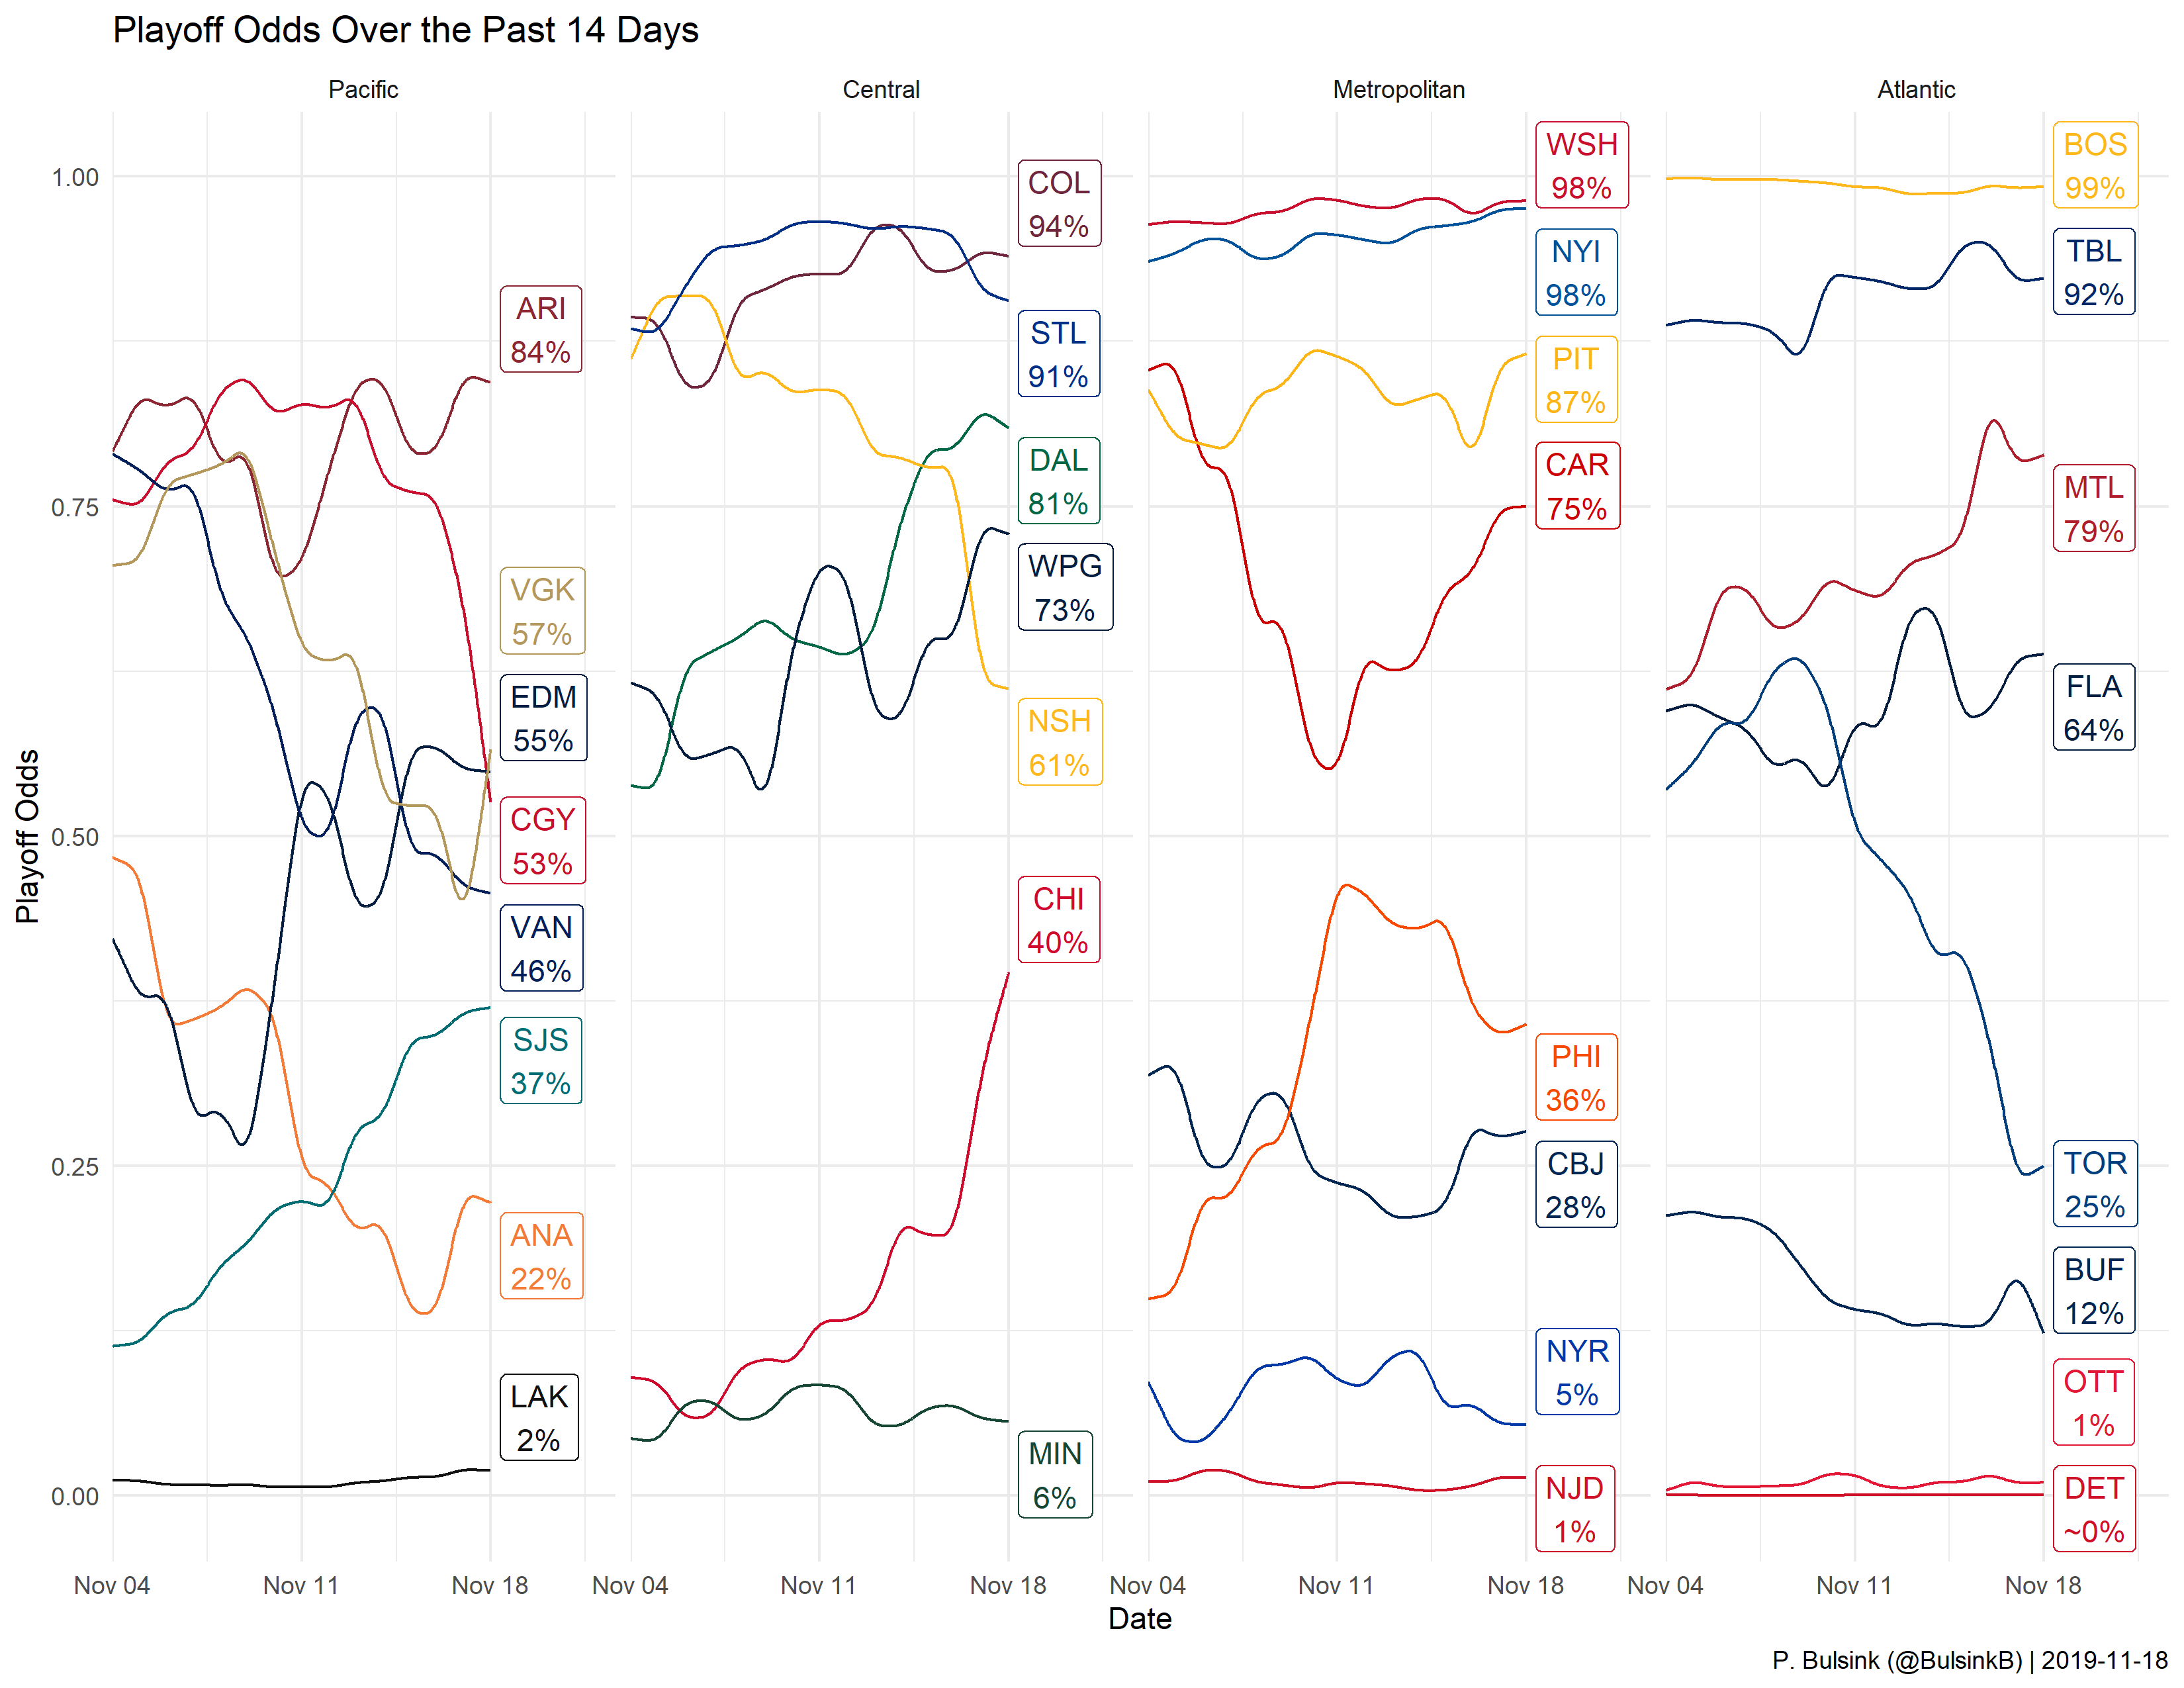 Playoff Odds Over the Past 14 Days
Pacific
Central
Metropolitan
Atlantic
Playoff Odds
1.00
0.75
0.50
0.25
0.00
ARI
84%
VGK
57%
EDM
55%
CGY
53%
VAN
46%
SJS
37%
ANA
22%
LAK
2%
COL
94%
STL
91%
DAL
81%
WPG
73%
NSH
61%
CHI
40%
MIN
6%
WSH
98%
NYI
98%
PIT
87%
CAR
75%
PHI
36%
CBJ
28%
NYR
5%
NJD
1%
BOS
99%
TBL
92%
MTL
79%
FLA
64%
TOR
25%
BUF
12%
OTT
1%
DET
~0%
Nov 04 Nov 11 Nov 18 Nov 04 Nov 11 Nov 18 Nov 04 Nov 11 Nov 18 Nov 04 Nov 11 Nov 18
Date
P. Bulsink (@BulsinkB) | 2019-11-18